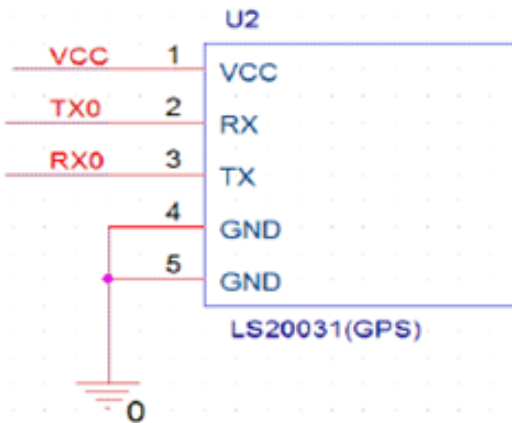 U2
VCC 1 VCC
TX0 2 RX
RX0 3 TX
4 GND
5 GND
LS20031(GPS)
0